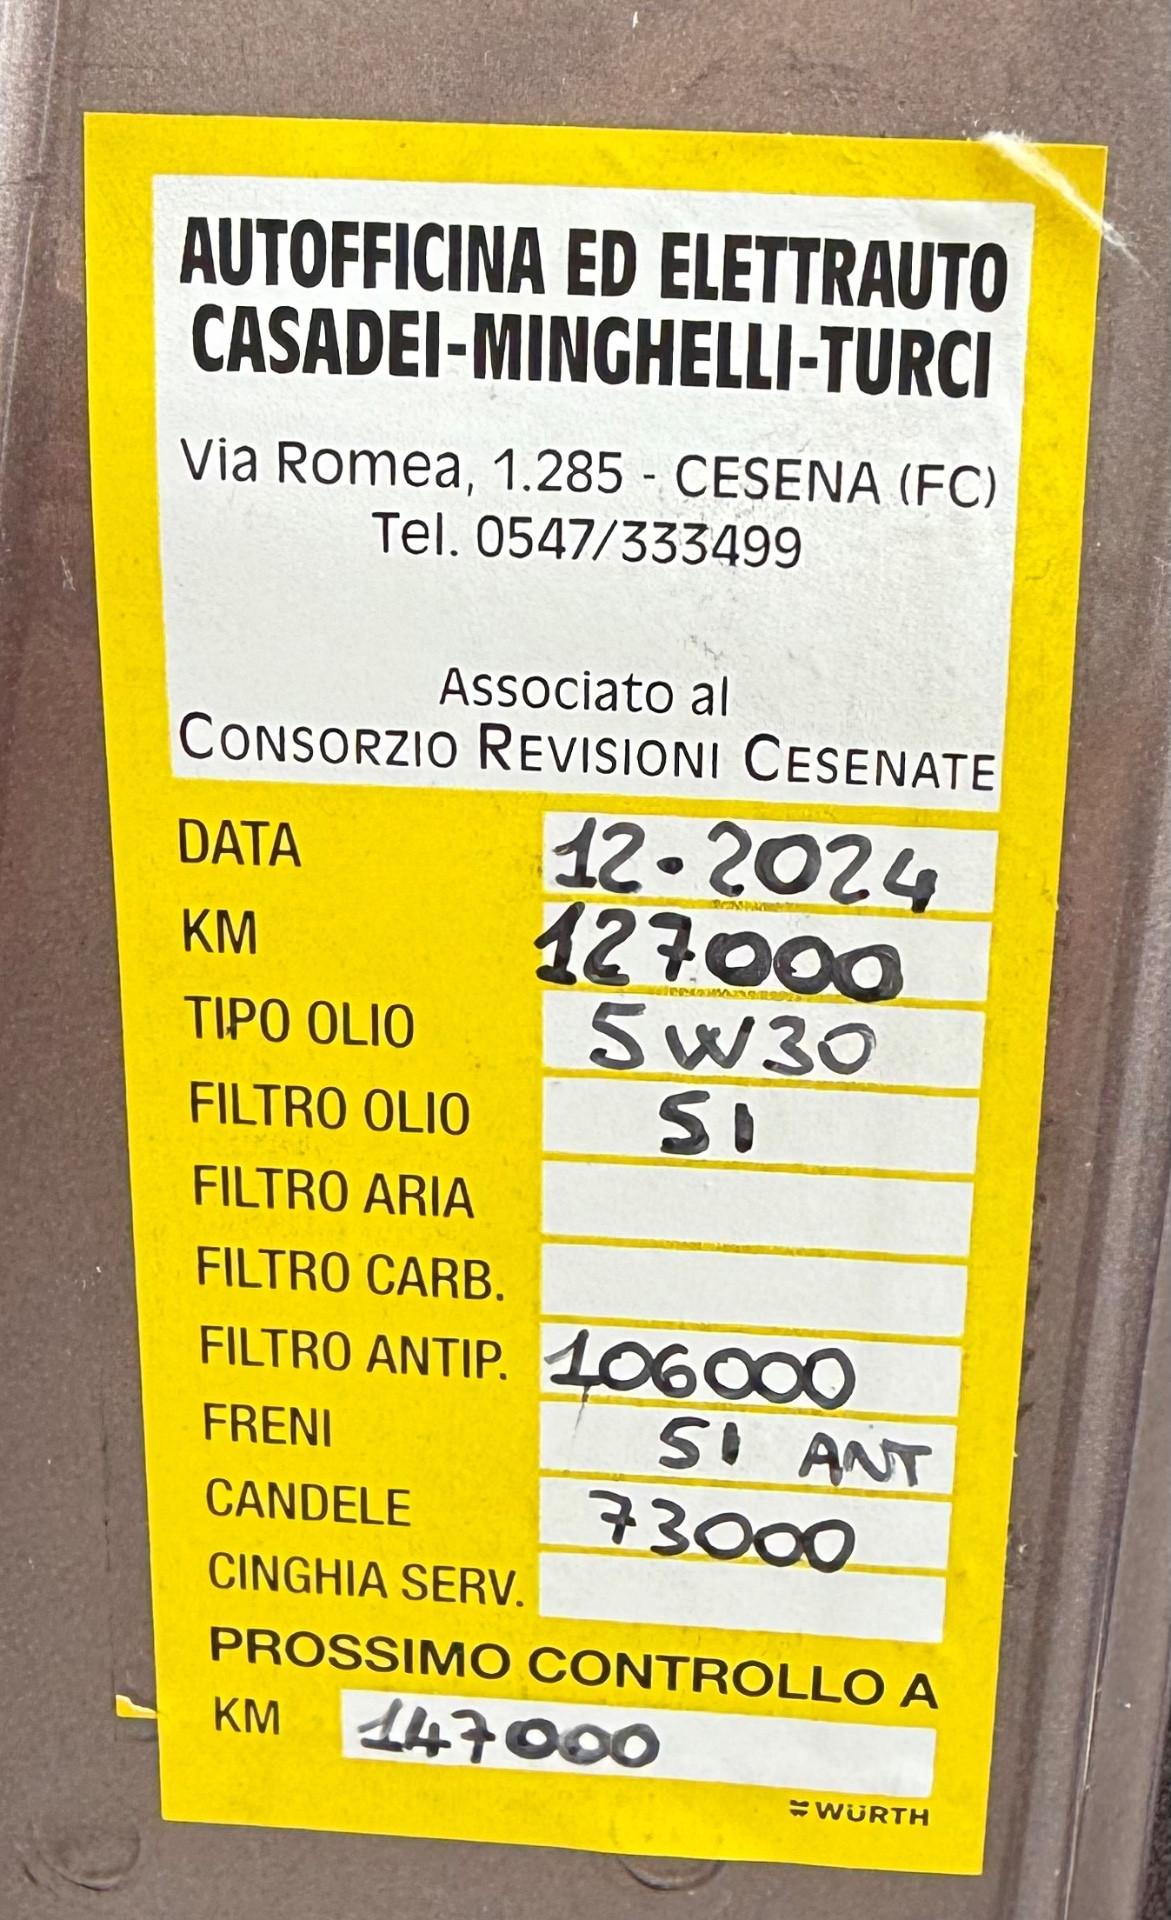 AUTOFFICINA ED ELETTRAUTO
CASADEI-MINGHELLI-TURCI
Via Romea, 1.285 - CESENA (FC)
Tel. 0547/333499
Associato al
CONSORZIO REVISIONI CESENATE
DATA 12-2024
KM 127000
TIPO OLIO 5W30
FILTRO OLIO SI
FILTRO ARIA
FILTRO CARB.
FILTRO ANTIP. 106000
FRENI SI ANT
CANDELE 73000
CINGHIA SERV.
PROSSIMO CONTROLLO A
KM 147000
WÜRTH